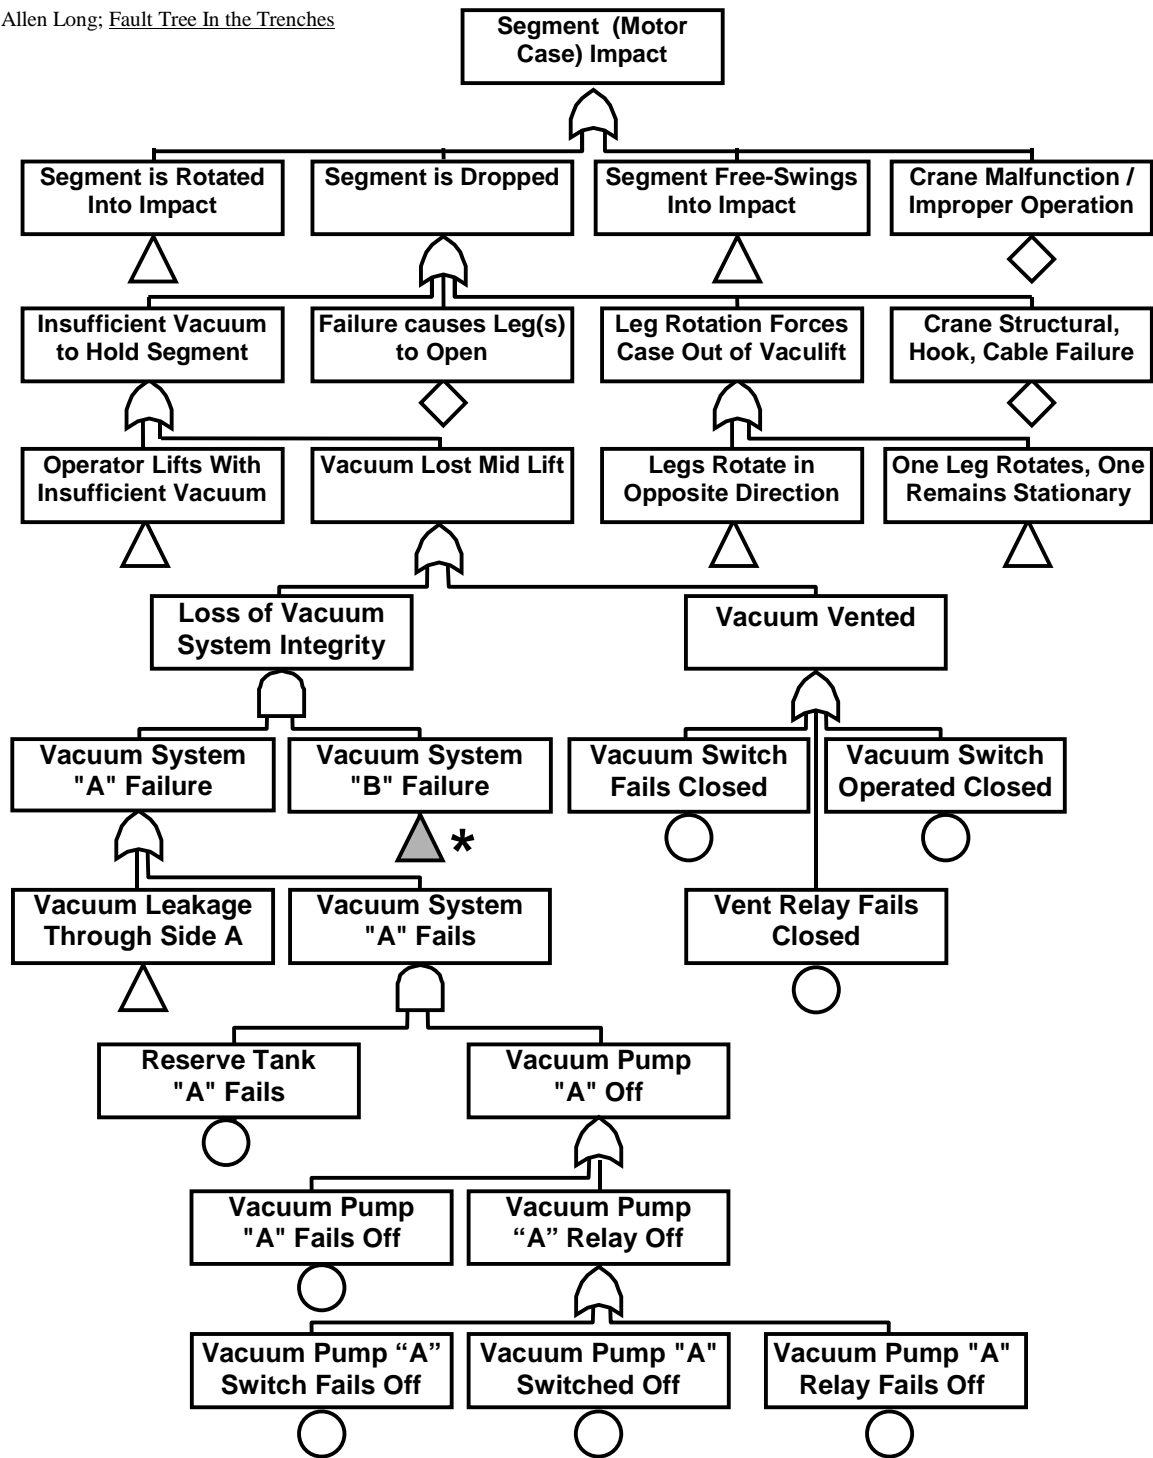 Allen Long; Fault Tree In the Trenches
Segment (Motor
Case) Impact
Segment is Rotated
Into Impact
Segment is Dropped
Segment Free-Swings
Into Impact
Crane Malfunction /
Improper Operation
Insufficient Vacuum
to Hold Segment
Failure causes Leg(s)
to Open
Leg Rotation Forces
Case Out of Vaculift
Crane Structural,
Hook, Cable Failure
Operator Lifts With
Insufficient Vacuum
Vacuum Lost Mid Lift
Legs Rotate in
Opposite Direction
One Leg Rotates, One
Remains Stationary
Loss of Vacuum
System Integrity
Vacuum Vented
Vacuum System
"A" Failure
Vacuum System
"B" Failure
*
Vacuum Switch
Fails Closed
Vacuum Switch
Operated Closed
Vacuum Leakage
Through Side A
Vacuum System
"A" Fails
Vent Relay Fails
Closed
Reserve Tank
"A" Fails
Vacuum Pump
"A" Off
Vacuum Pump
"A" Fails Off
Vacuum Pump
“A” Relay Off
Vacuum Pump “A”
Switch Fails Off
Vacuum Pump "A"
Switched Off
Vacuum Pump "A"
Relay Fails Off